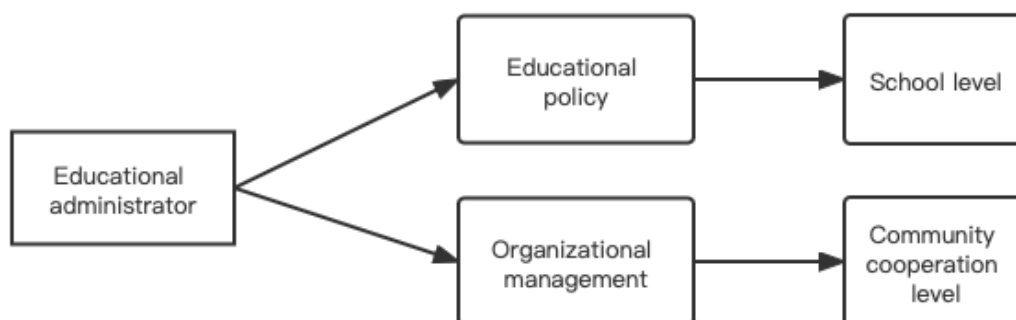 Educational
policy
School level
Educational
administrator
Organizational
management
Community
cooperation
level